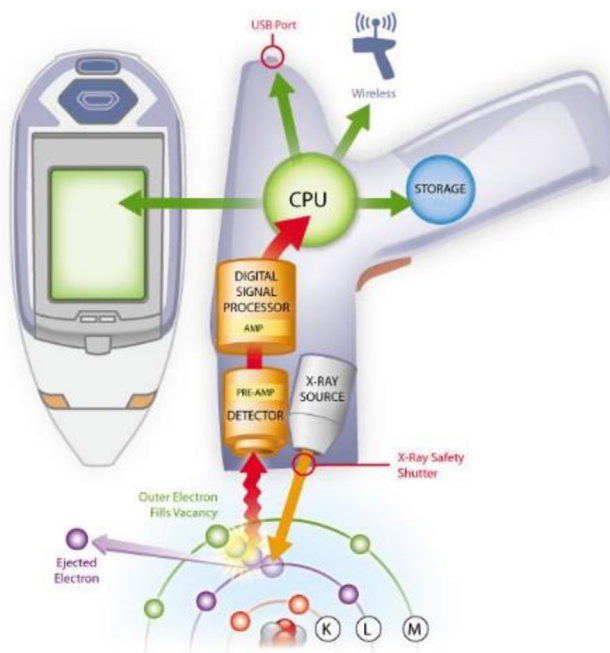 USB Port
Wireless
CPU
STORAGE
DIGITAL
SIGNAL
PROCESSOR
AMP
PRE-AMP
DETECTOR
X-RAY
SOURCE
X-Ray Safety
Shutter
Outer Electron
Fills Vacancy
Ejected
Electron
K
L
M